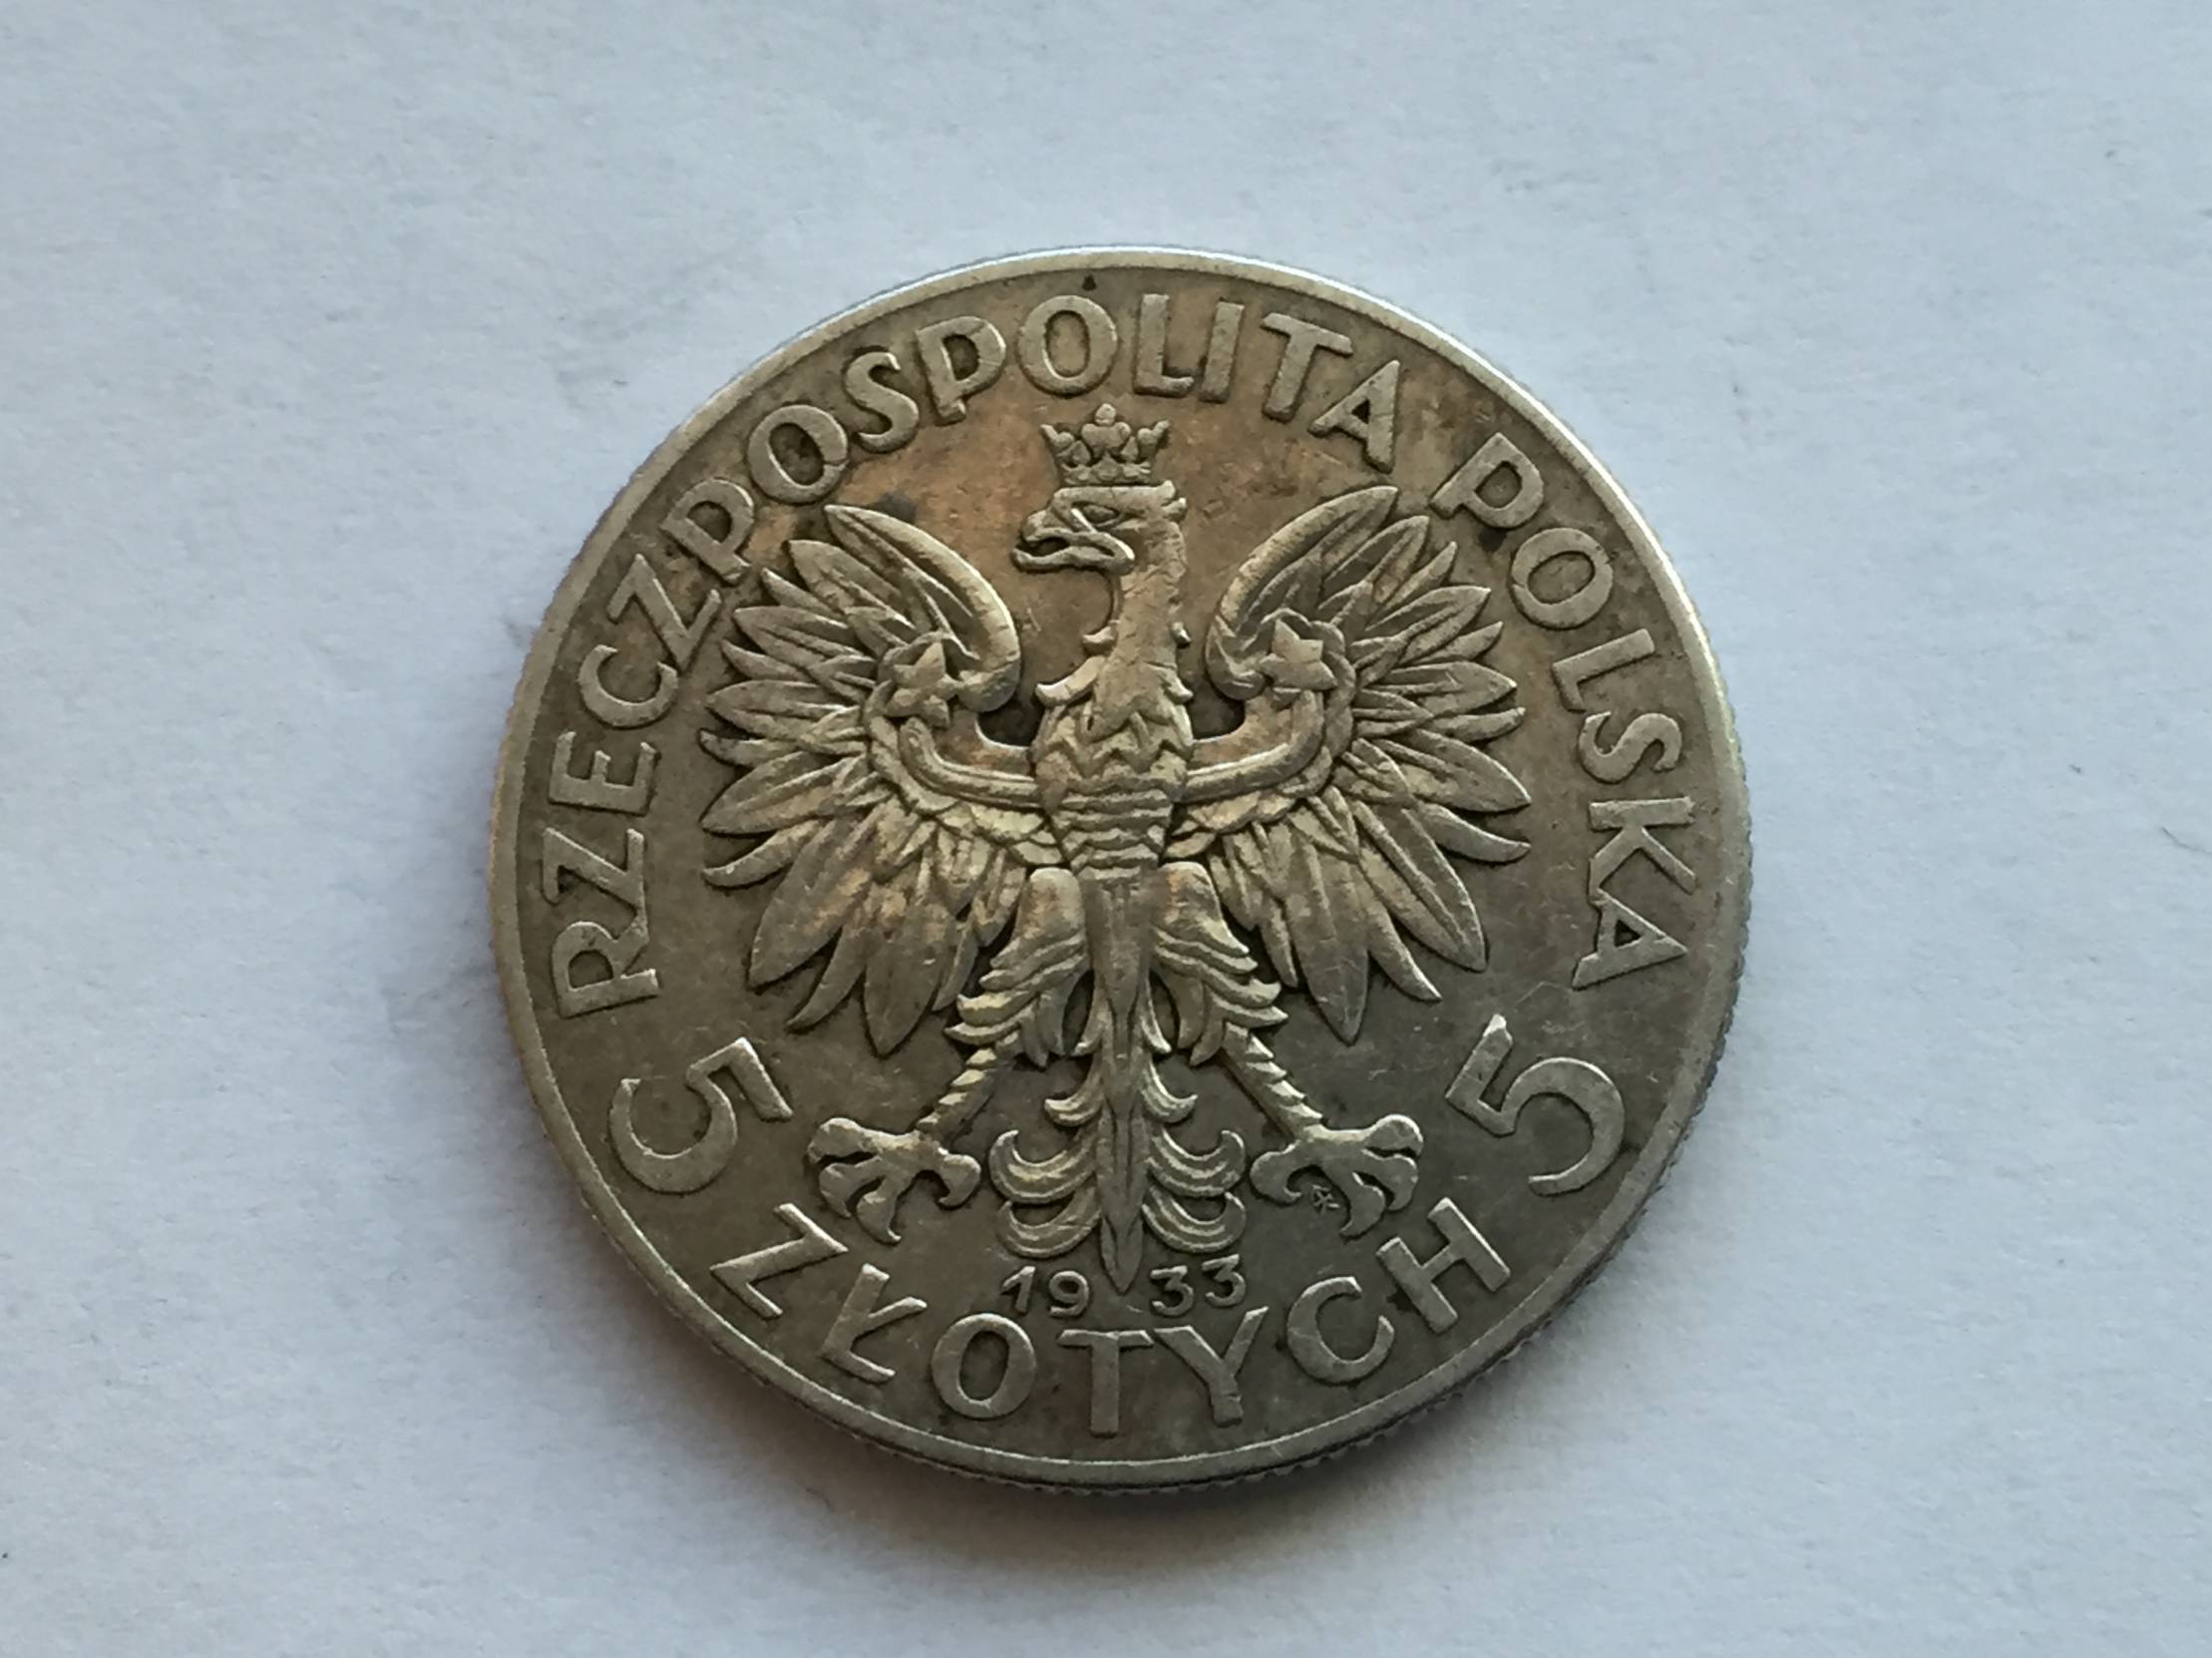 RZECZPOSPOLITA POLSKA
5 ZŁOTYCH 5
1933